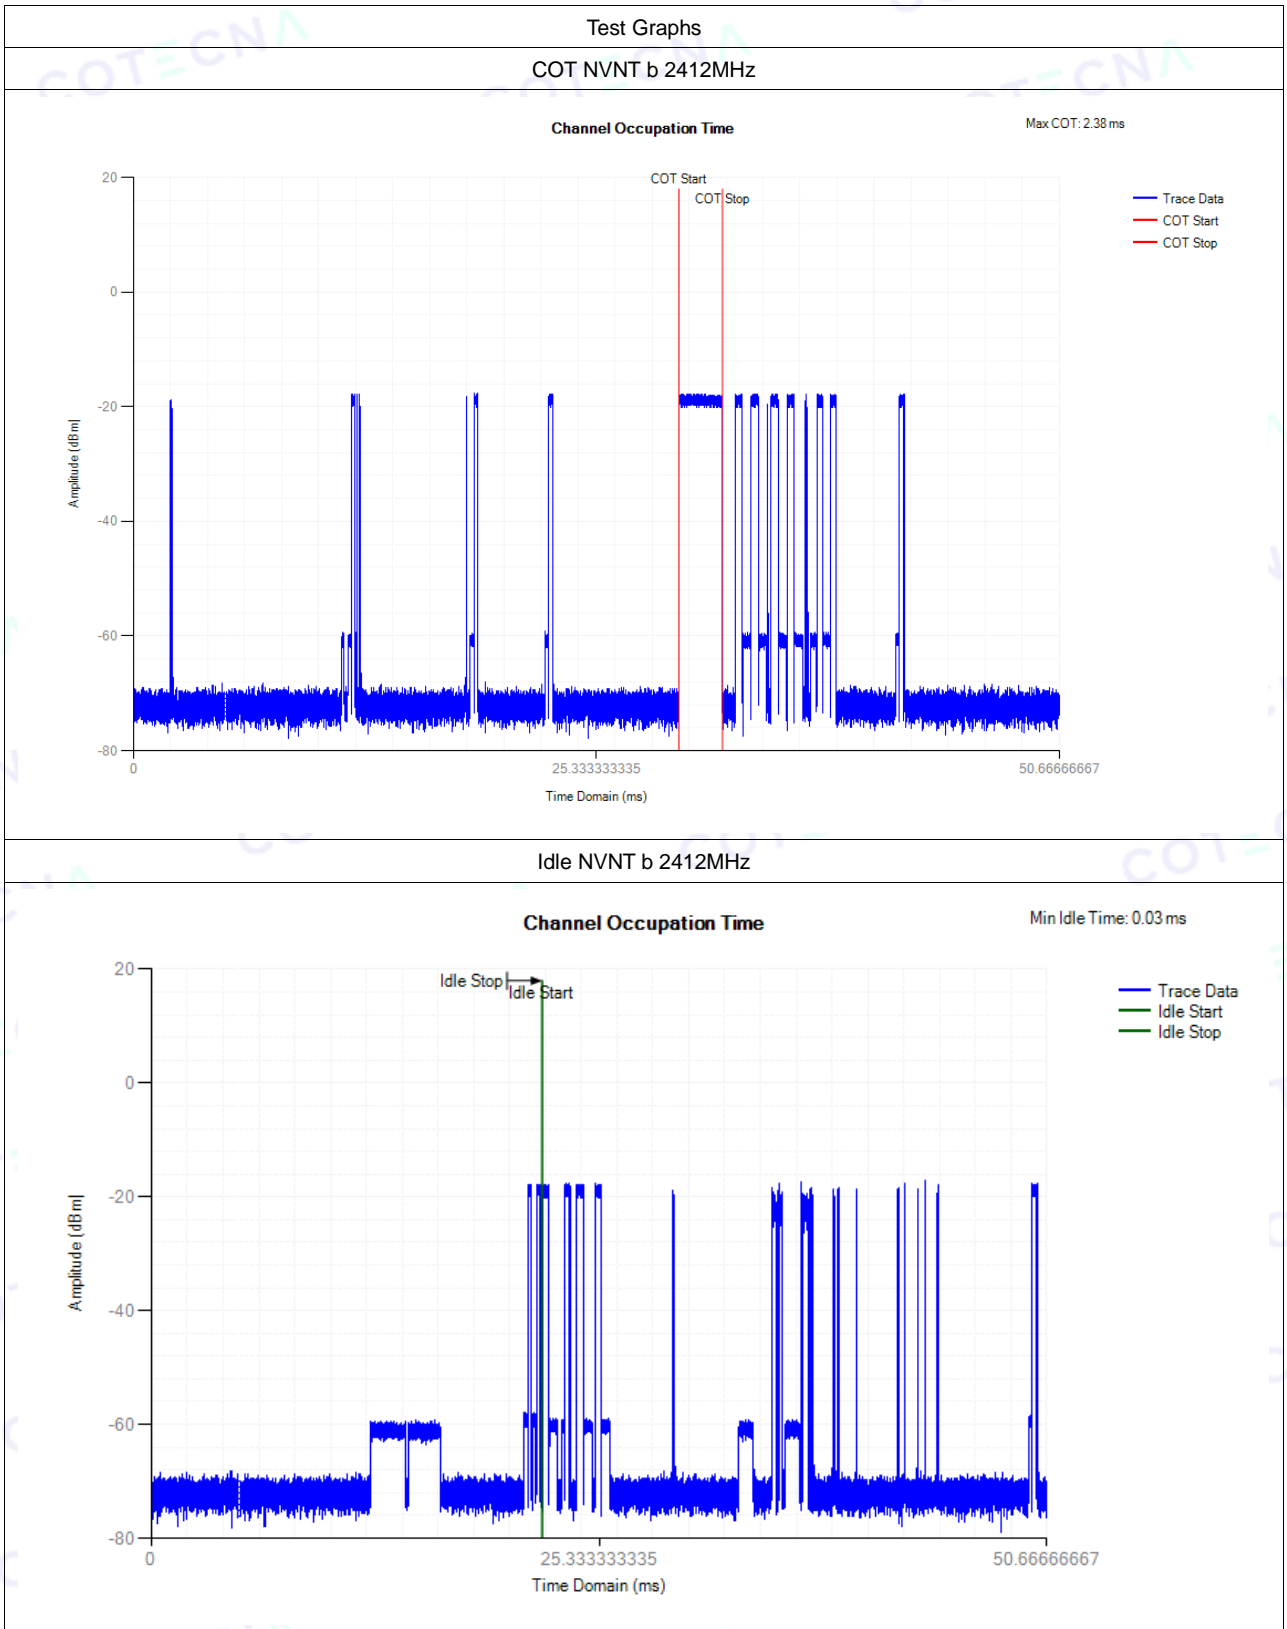 Test Graphs
COT NVNT b 2412MHz
Channel Occupation Time
Max COT: 2.38 ms
COT Start
COT Stop
Trace Data
COT Start
COT Stop
20
0
-20
-40
-60
-80
Amplitude [dBm]
0
25.333333335
50.66666667
Time Domain (ms)
Idle NVNT b 2412MHz
Channel Occupation Time
Min Idle Time: 0.03 ms
Idle Stop
Idle Start
Trace Data
Idle Start
Idle Stop
20
0
-20
-40
-60
-80
Amplitude [dBm]
0
25.333333335
50.66666667
Time Domain (ms)
COTECNA